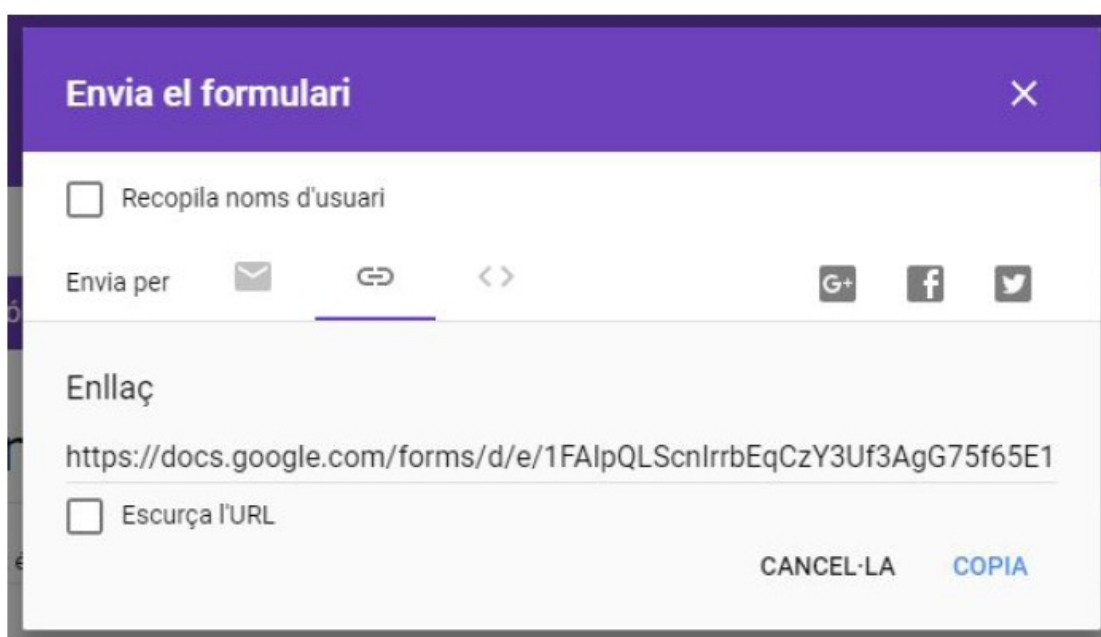 Envia el formulari
Recopila noms d'usuari
Envia per
G+
Enllaç
https://docs.google.com/forms/d/e/1FAIpQLScnIrrbEqCzY3Uf3AgG75f65E1
Escurça l'URL
CANCEL·LA COPIA